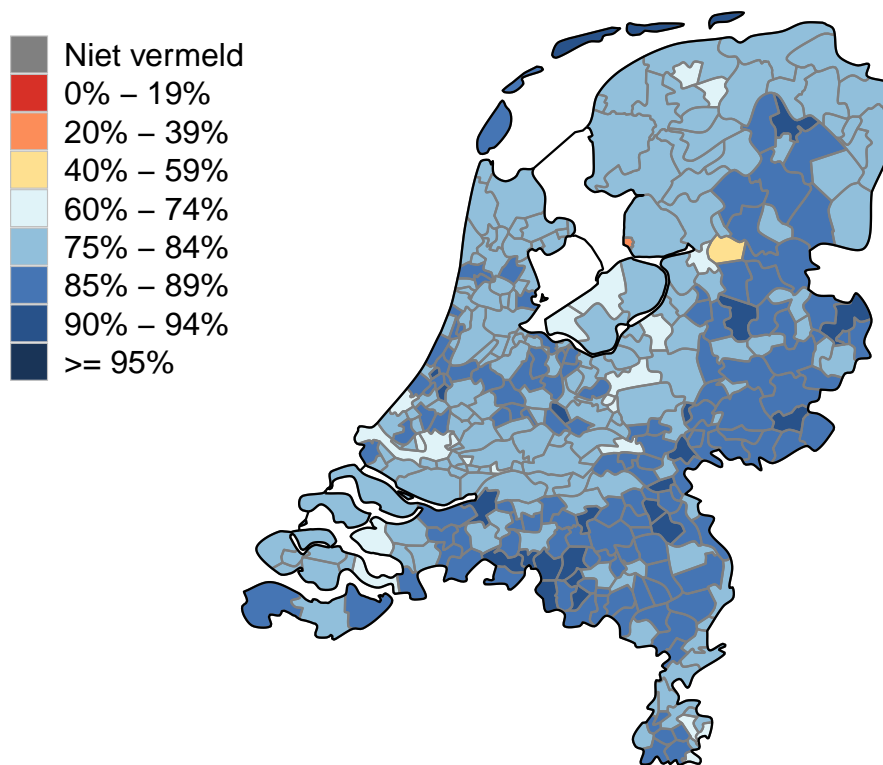 Niet vermeld
0% – 19%
20% – 39%
40% – 59%
60% – 74%
75% – 84%
85% – 89%
90% – 94%
>= 95%